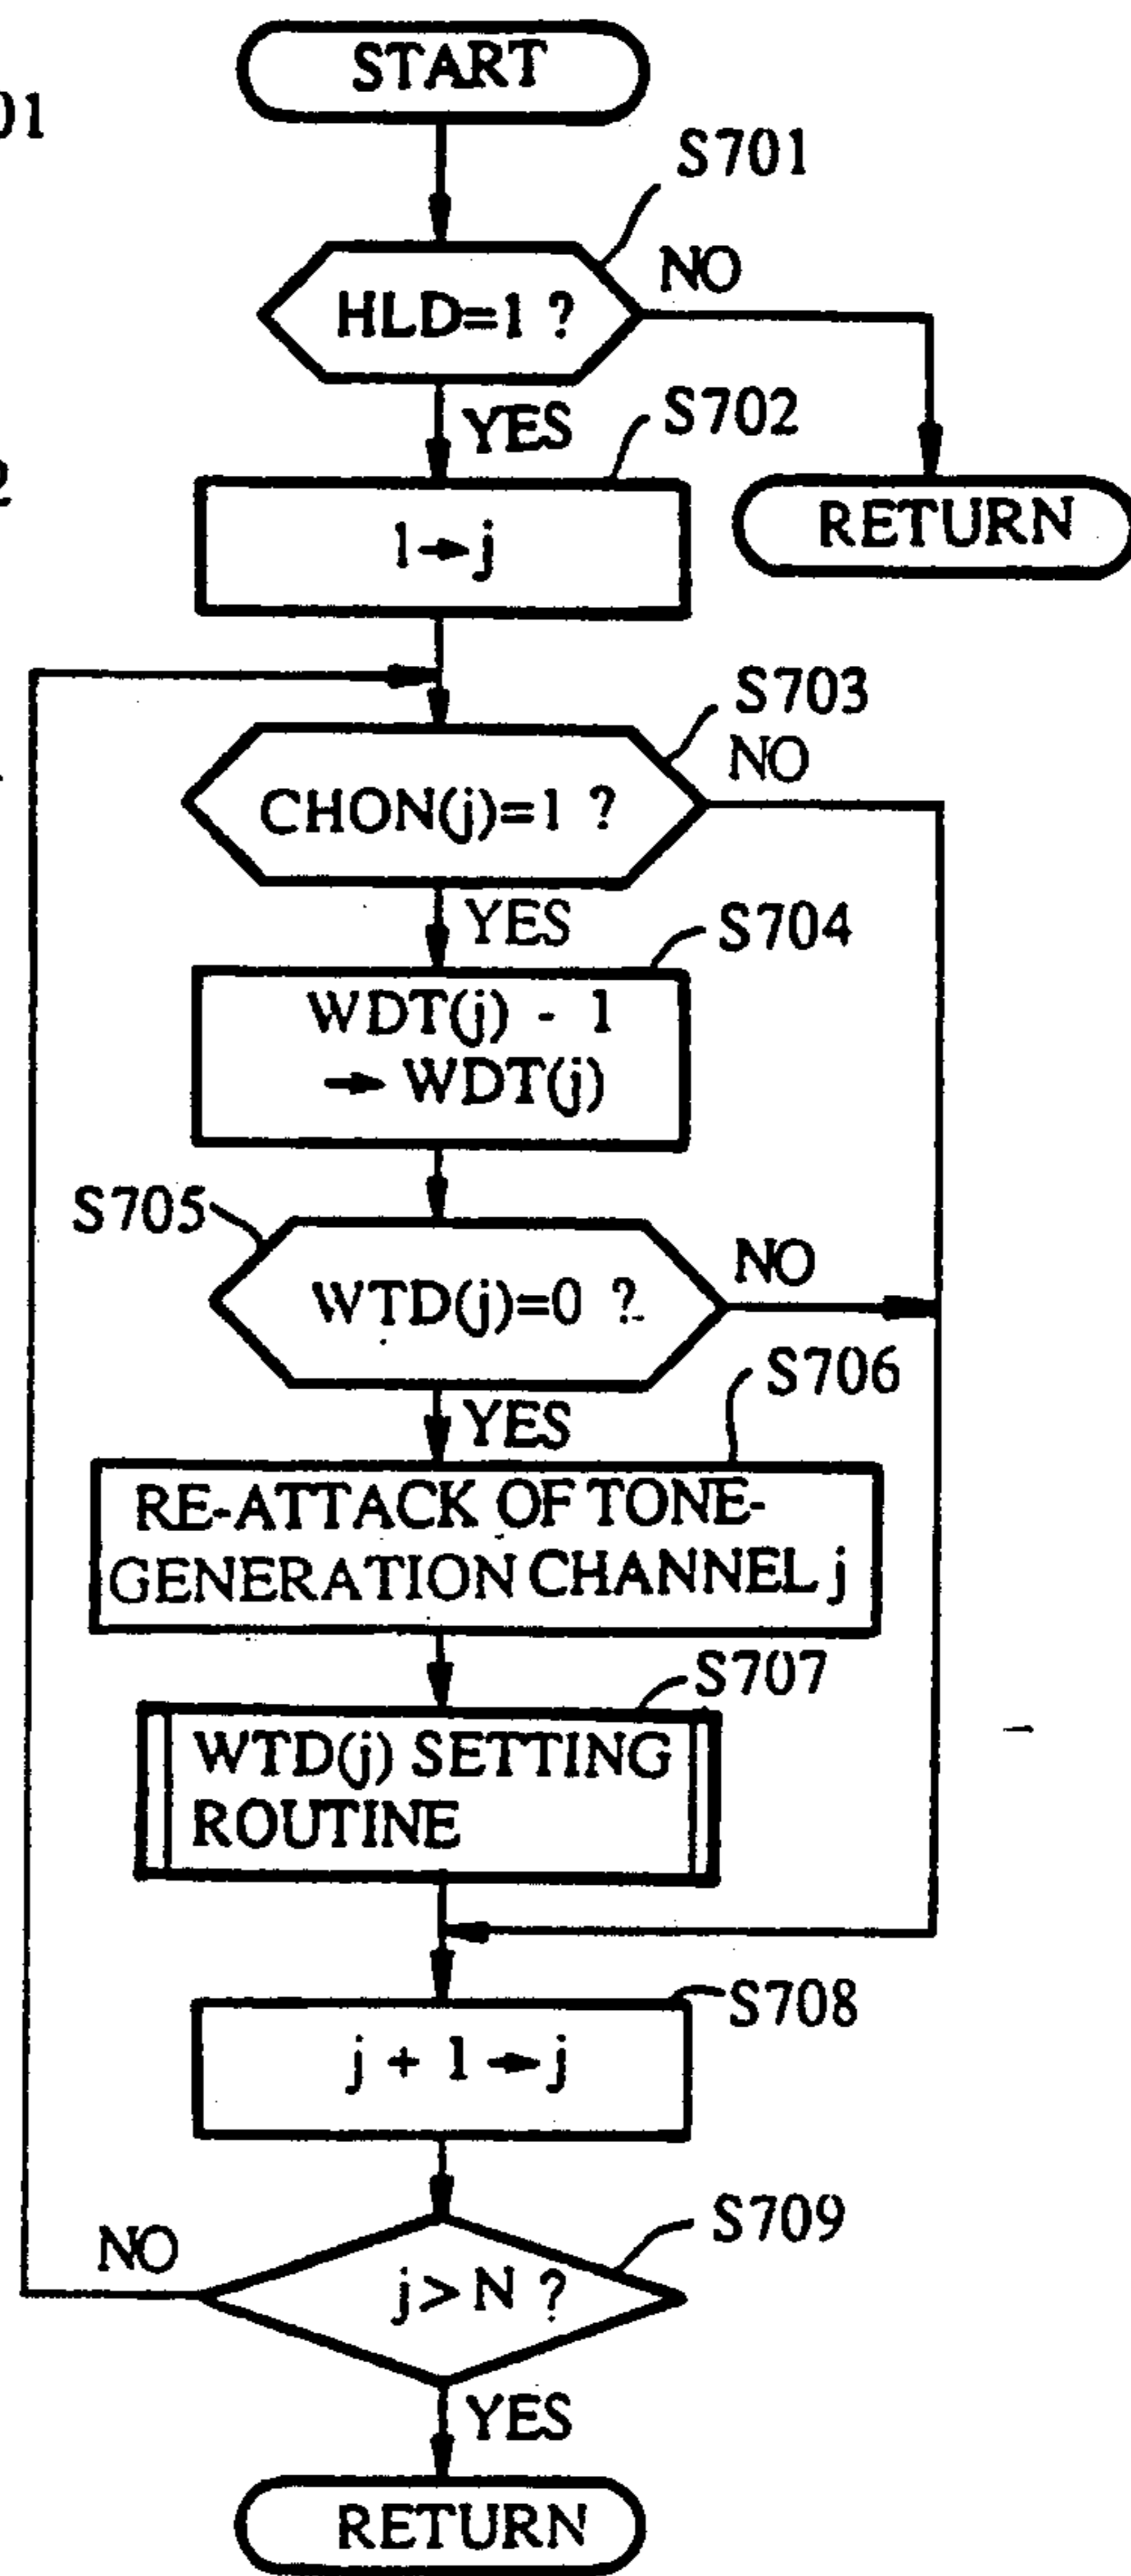 START
01
S701
HLD=1 ?
NO
YES
S702
1→j
RETURN
2
S703
CHON(j)=1 ?
NO
YES
S704
WDT(j) - 1
→ WDT(j)
S705
WTD(j)=0 ?
NO
YES
S706
RE-ATTACK OF TONE-
GENERATION CHANNEL j
S707
WTD(j) SETTING
ROUTINE
S708
j + 1 → j
S709
j > N ?
NO
YES
RETURN